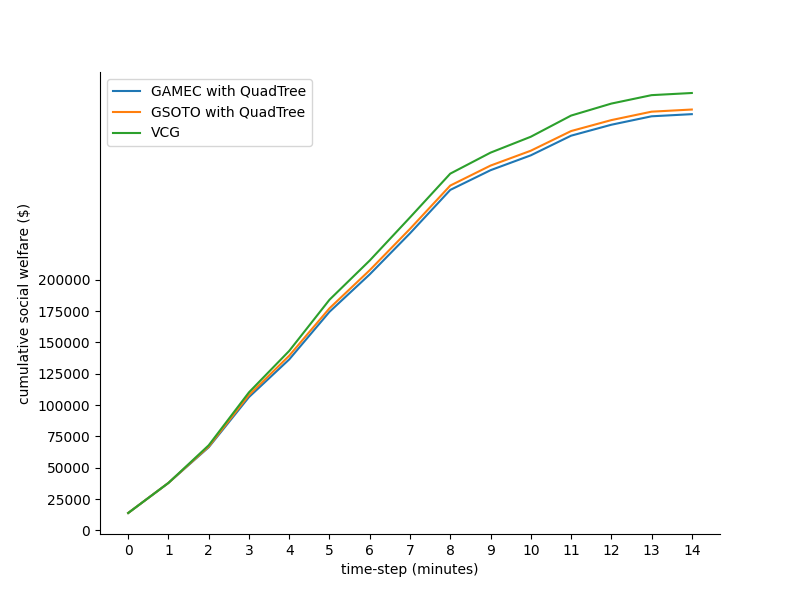 GAMEC with QuadTree
GSOTO with QuadTree
VCG
cumulative social welfare ($)
200000
175000
150000
125000
100000
75000
50000
25000
0
0 1 2 3 4 5 6 7 8 9 10 11 12 13 14
time-step (minutes)